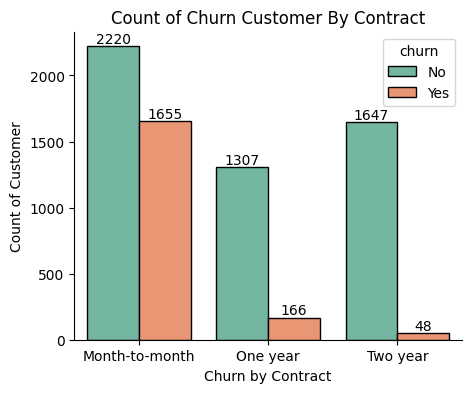 Count of Churn Customer By Contract
churn
No
Yes
2220
1655
1307
166
1647
48
Count of Customer
2000
1500
1000
500
0
Month-to-month
One year
Two year
Churn by Contract